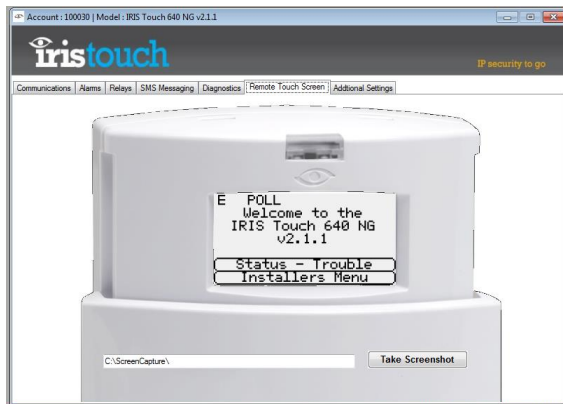 Account : 100030 | Model : IRIS Touch 640 NG v2.1.1
iristouch
IP security to go
Communications Alarms Relays SMS Messaging Diagnostics Remote Touch Screen Addtional Settings
E POLL
Welcome to the
IRIS Touch 640 NG
v2.1.1
Status - Trouble
Installers Menu
C:\ScreenCapture\ Take Screenshot